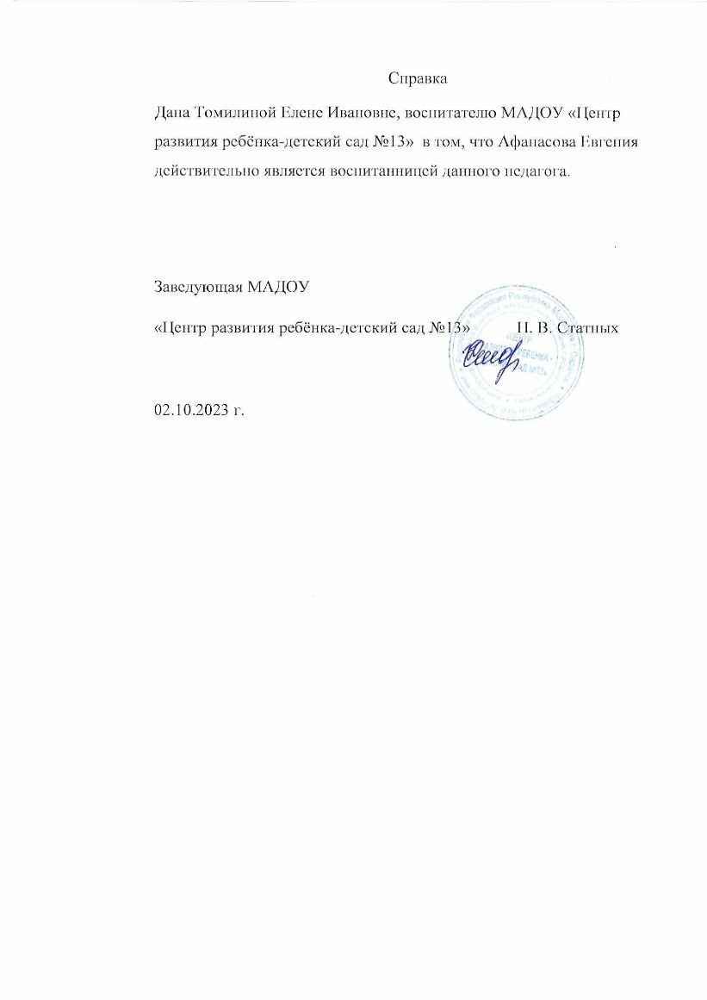 Справка
Дана Томилиной Елене Ивановне, воспитателю МАДОУ «Центр
развития ребёнка-детский сад №13» в том, что Афанасова Евгения
действительно является воспитанницей данного педагога.
Заведующая МАДОУ
«Центр развития ребёнка-детский сад №13» Н. В. Статных
02.10.2023 г.